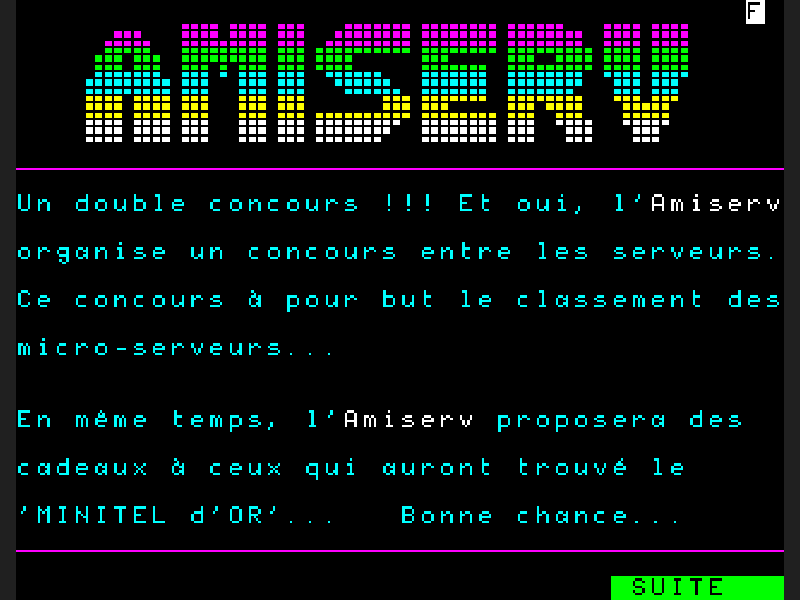 F
AMISERV
Un double concours !!! Et oui, l'Amiserv
organise un concours entre les serveurs.
Ce concours à pour but le classement des
micro-serveurs...
En même temps, l'Amiserv proposera des
cadeaux à ceux qui auront trouvé le
'MINITEL d'OR'... Bonne chance...
SUITE